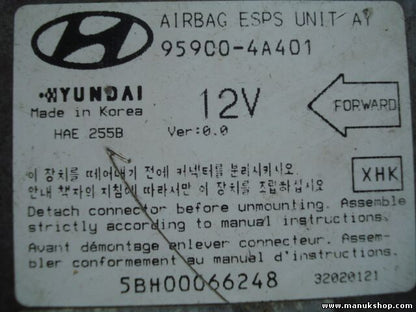 AIRBAG ESPS UNIT AY
95900-4A401
HYUNDAI
Made in Korea
12V
FORWARD
HAE 255B
Ver:0.0
이 장치를 떼어내기 전에 커넥터를 분리시키시오.
안내 책자의 지침에 따라서만 이 장치를 조립하십시오
XHK
Detach connector before unmounting. Assemble
strictly according to manual instructions.
Avant démontage enlever connecteur. Assem-
bler conformement au manual d'instructions.
5BH00066248
32020121
www.manukshop.com